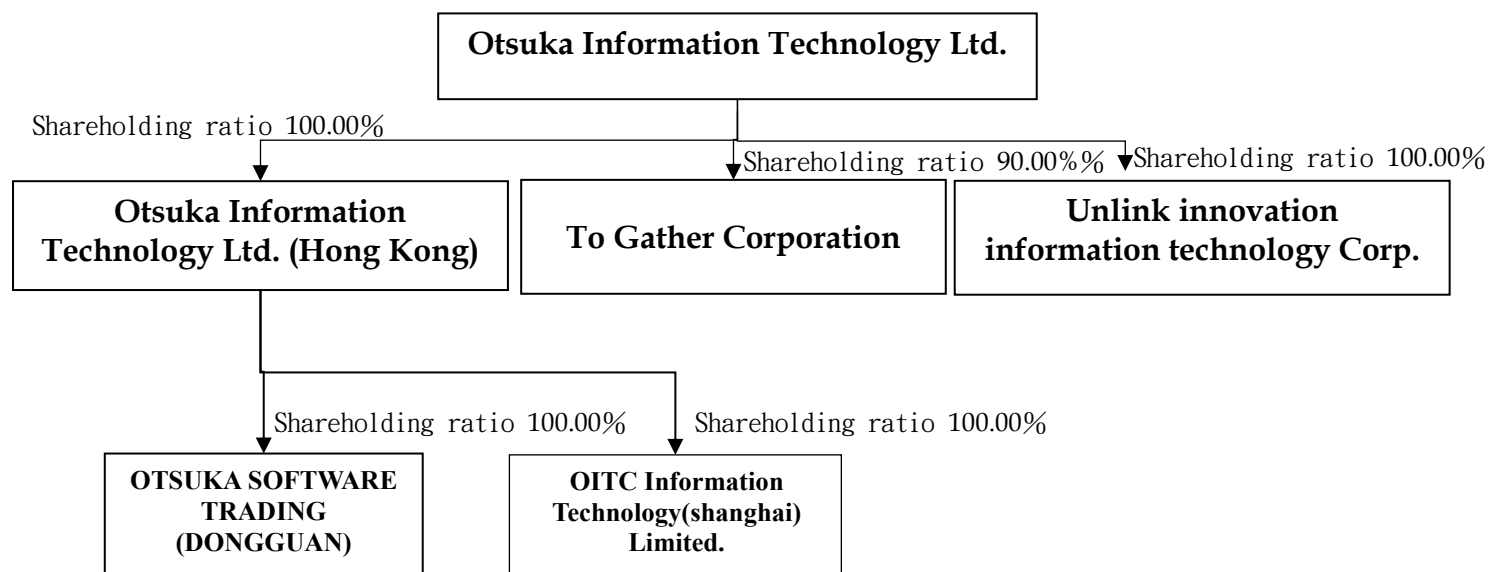 Otsuka Information Technology Ltd.
Shareholding ratio 100.00%
Shareholding ratio 90.00%%
Shareholding ratio 100.00%
Otsuka Information
Technology Ltd. (Hong Kong)
To Gather Corporation
Unlink innovation
information technology Corp.
Shareholding ratio 100.00%
Shareholding ratio 100.00%
OTSUKA SOFTWARE
TRADING
(DONGGUAN)
OITC Information
Technology(shanghai)
Limited.